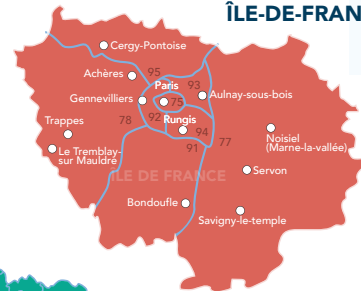 ÎLE-DE-FRAN
Cergy-Pontoise
Achères
95
93
Paris
Gennevilliers
75
Aulnay-sous-bois
Trappes
78
92
Rungis
94
77
Noisiel
(Marne-la-vallée)
Le Tremblay-
sur Mauldre
91
Servon
ILE DE FRANCE
Bondoufle
Savigny-le-temple